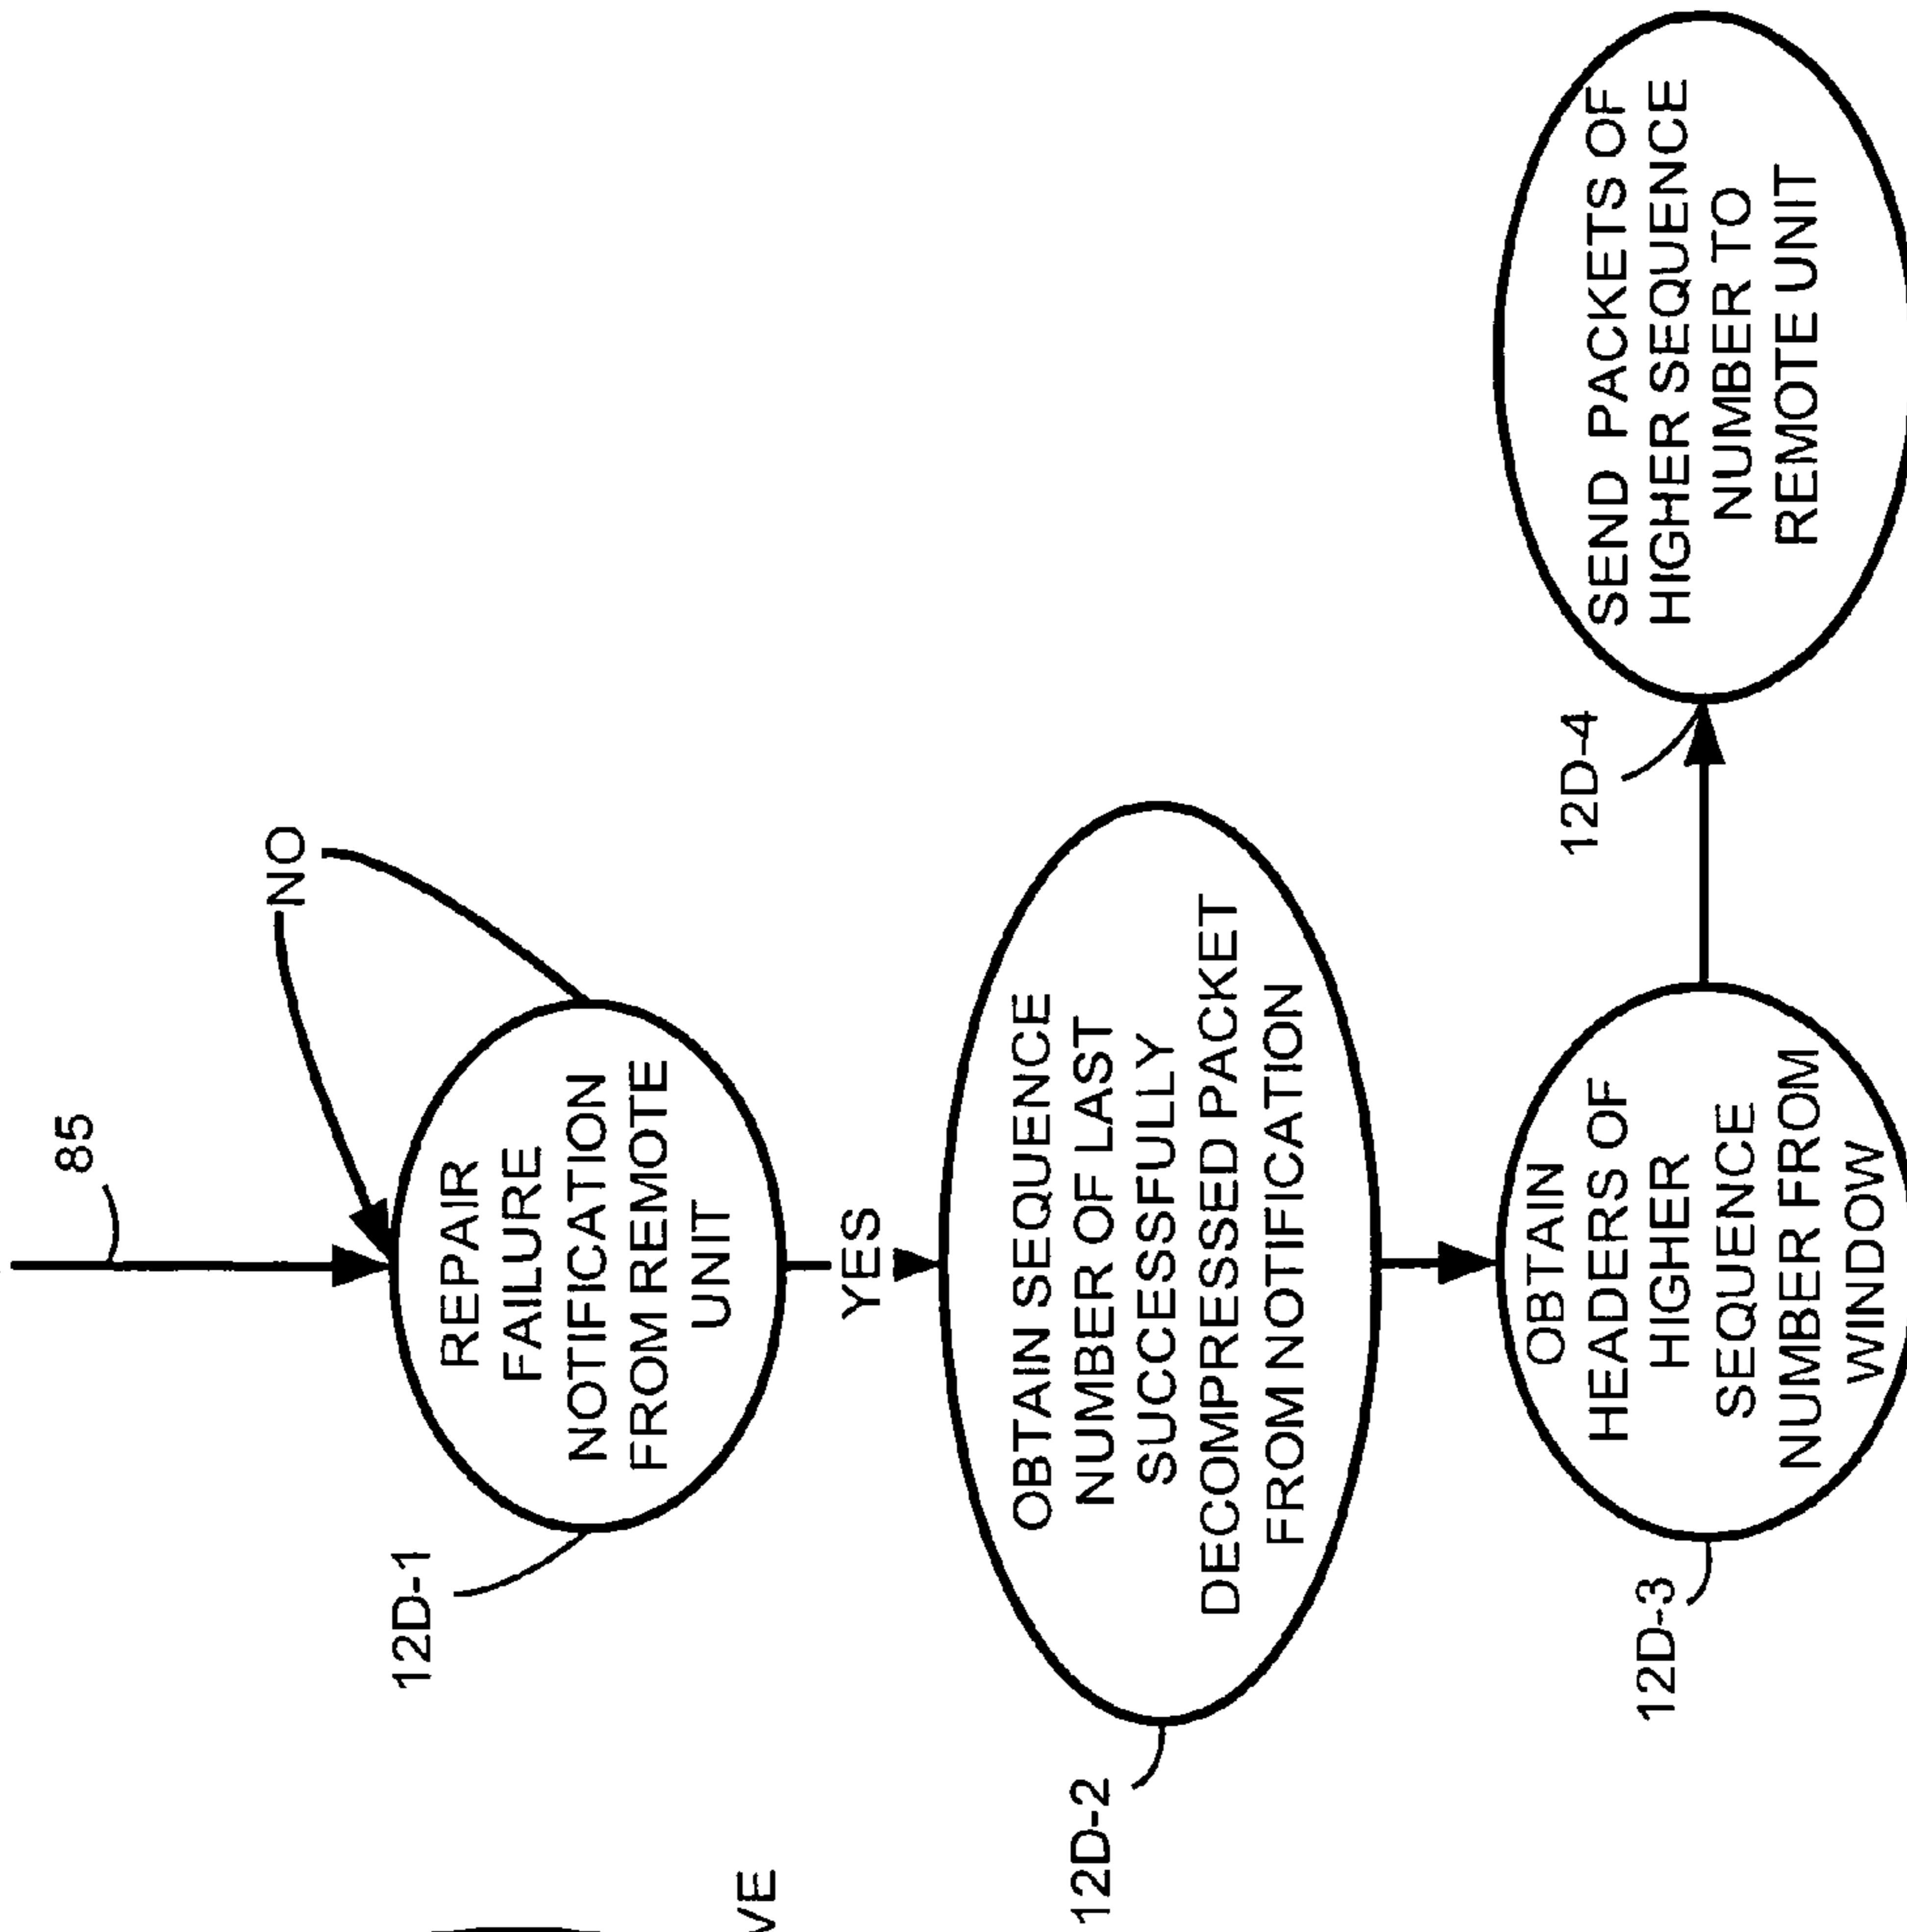 85
NO
12D-1
REPAIR
FAILURE
NOTIFICATION
FROM REMOTE
UNIT
YES
12D-2
OBTAIN SEQUENCE
NUMBER OF LAST
SUCCESSFULLY
DECOMPRESSED PACKET
FROM NOTIFICATION
12D-3
OBTAIN
HEADERS OF
HIGHER
SEQUENCE
NUMBER FROM
WINDOW
12D-4
SEND PACKETS OF
HIGHER SEQUENCE
NUMBER TO
REMOTE UNIT
VE